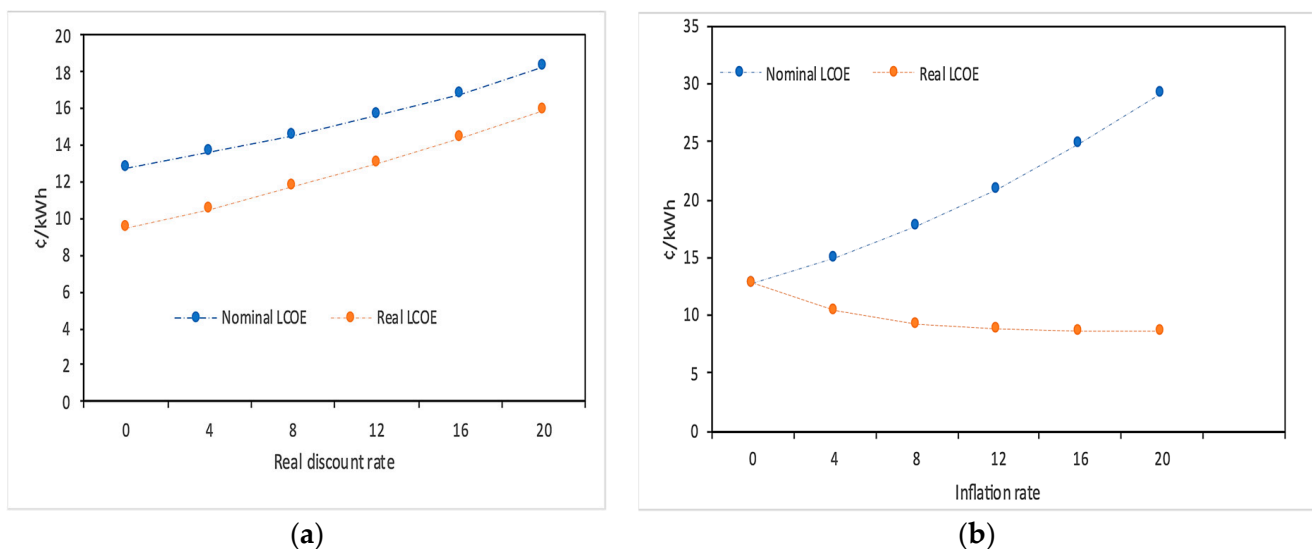 20
18
16
14
12
10
8
6
4
2
0
¢/kWh
Nominal LCOE
Real LCOE
0 4 8 12 16 20
Real discount rate
(a)
35
30
25
20
15
10
5
0
¢/kWh
Nominal LCOE
Real LCOE
0 4 8 12 16 20
Inflation rate
(b)